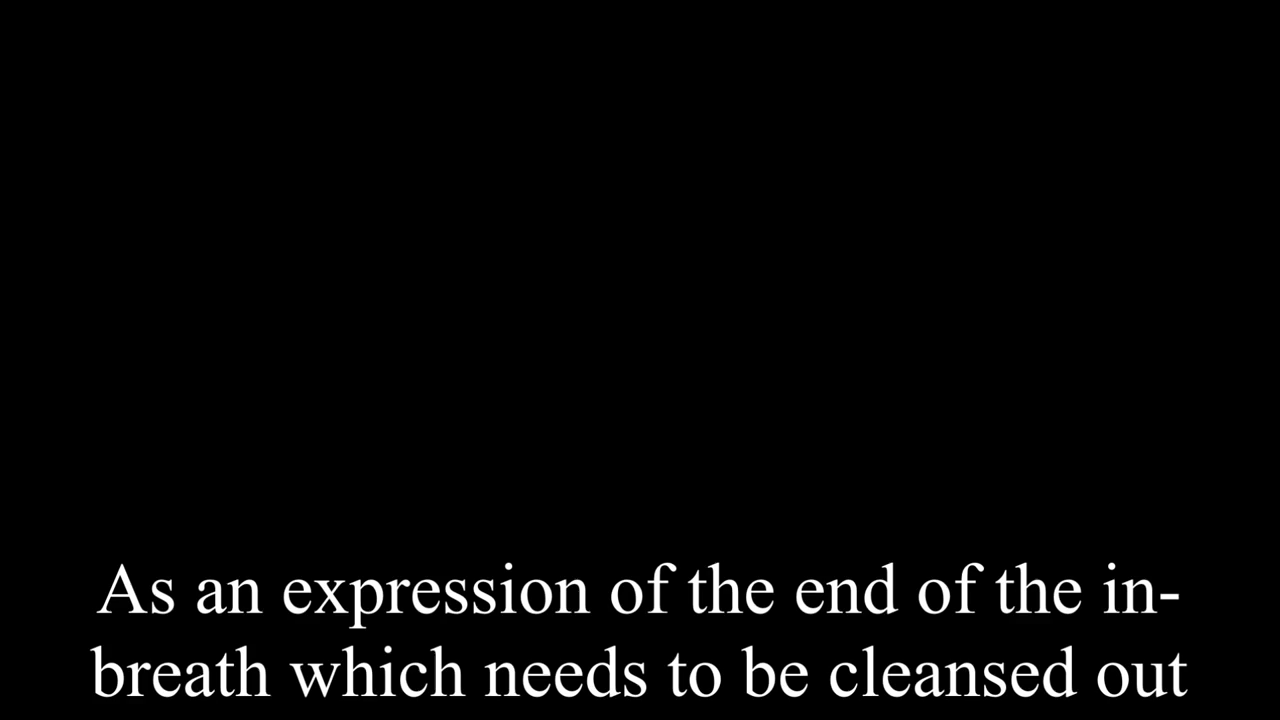 As an expression of the end of the in-
breath which needs to be cleansed out